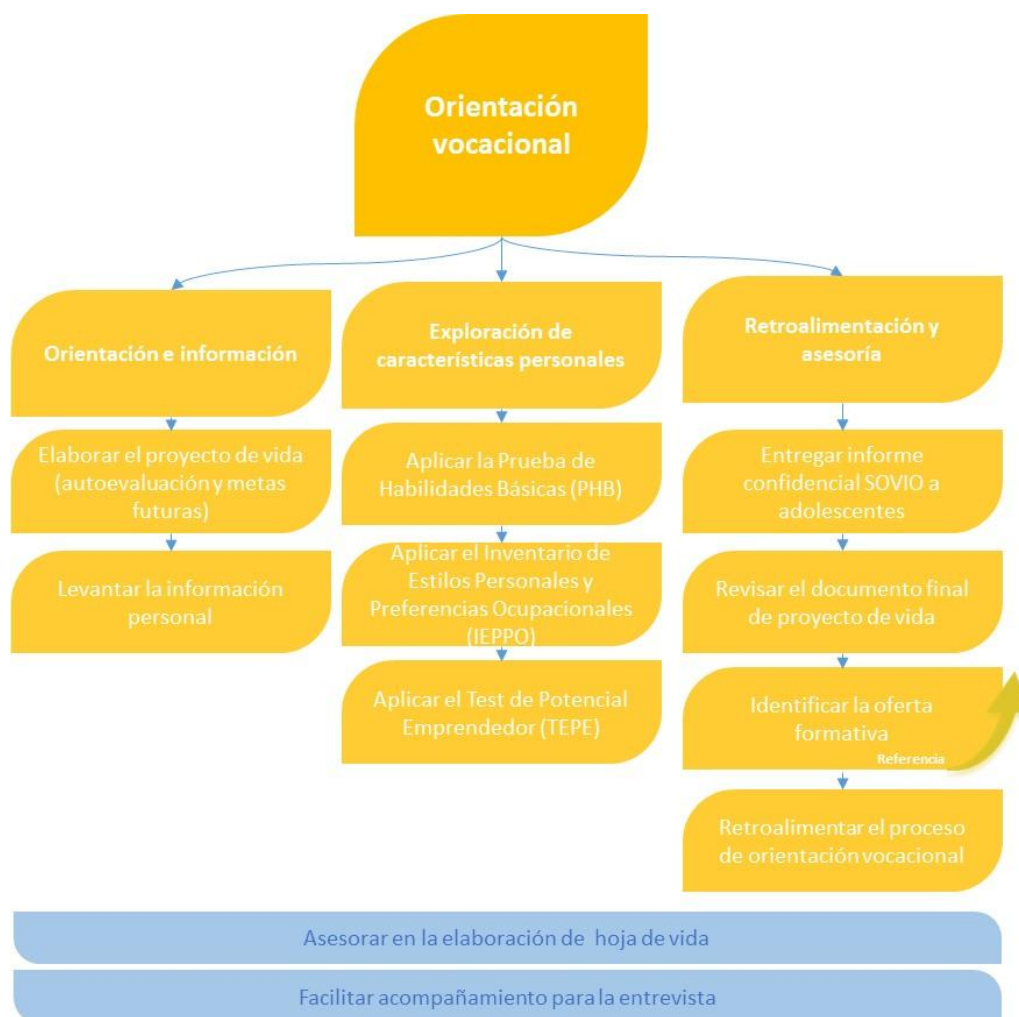 Orientación
vocacional
Orientación e información
Elaborar el proyecto de vida
(autoevaluación y metas
futuras)
Levantar la información
personal
Exploración de
características personales
Aplicar la Prueba de
Habilidades Básicas (PHB)
Aplicar el Inventario de
Estilos Personales y
Preferencias Ocupacionales
(IEPPO)
Aplicar el Test de Potencial
Emprendedor (TEPE)
Retroalimentación y
asesoría
Entregar informe
confidencial SOVIO a
adolescentes
Revisar el documento final
de proyecto de vida
Identificar la oferta
formativa
Referencia
Retroalimentar el proceso
de orientación vocacional
Asesorar en la elaboración de hoja de vida
Facilitar acompañamiento para la entrevista